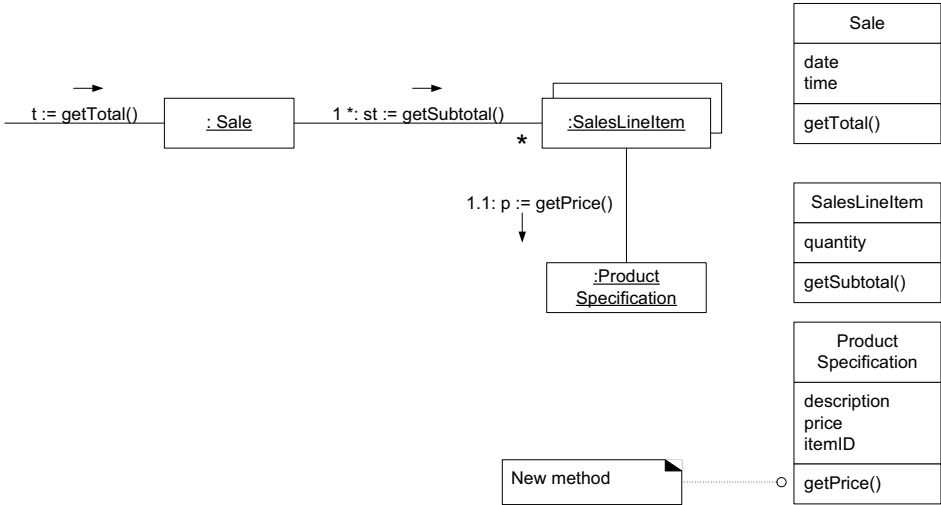 Sale
date
time
getTotal()
t := getTotal()
: Sale
1 *: st := getSubtotal()
:SalesLineItem
*
1.1: p := getPrice()
:Product
Specification
SalesLineItem
quantity
getSubtotal()
Product
Specification
description
price
itemID
getPrice()
New method